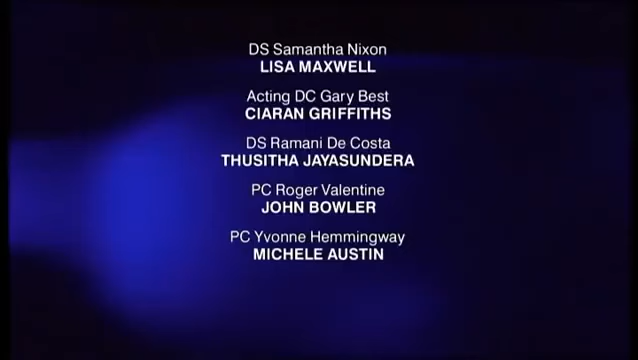 DS Samantha Nixon
LISA MAXWELL
Acting DC Gary Best
CIARAN GRIFFITHS
DS Ramani De Costa
THUSITHA JAYASUNDERA
PC Roger Valentine
JOHN BOWLER
PC Yvonne Hemmingway
MICHELE AUSTIN